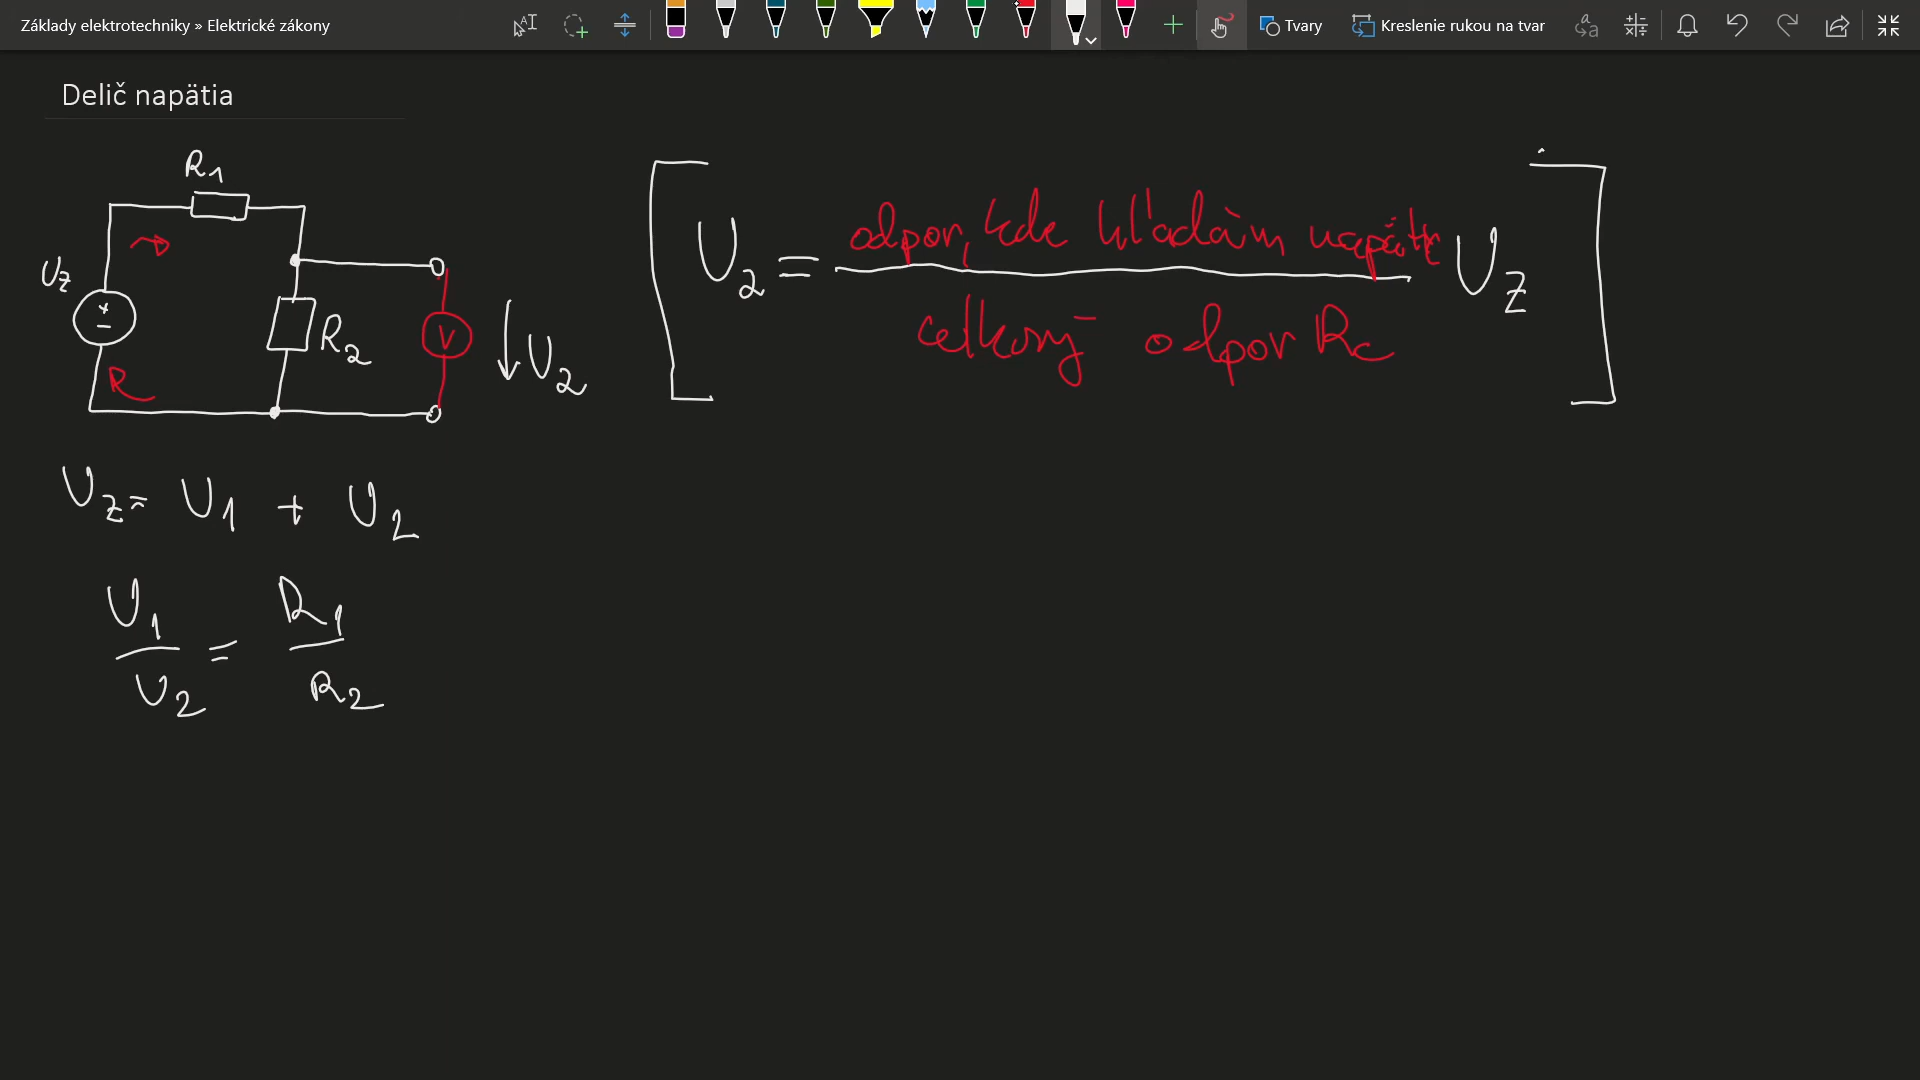 Základy elektrotechniky » Elektrické zákony
Tvary
Kreslenie rukou na tvar
Delič napätia
R1
Uz
+
-
R2
V
U2
R
U2 = odpor, kde hľadám napätie
celkový odpor Rc
Uz
Uz = U1 + U2
U1 = R1
U2 R2